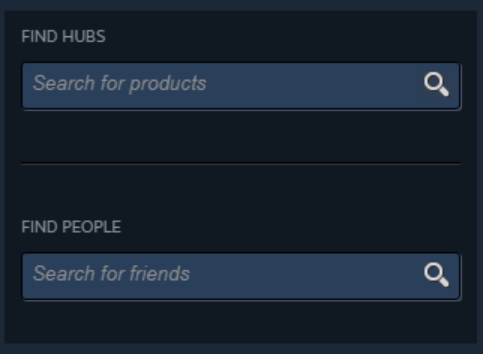 FIND HUBS
Search for products
FIND PEOPLE
Search for friends